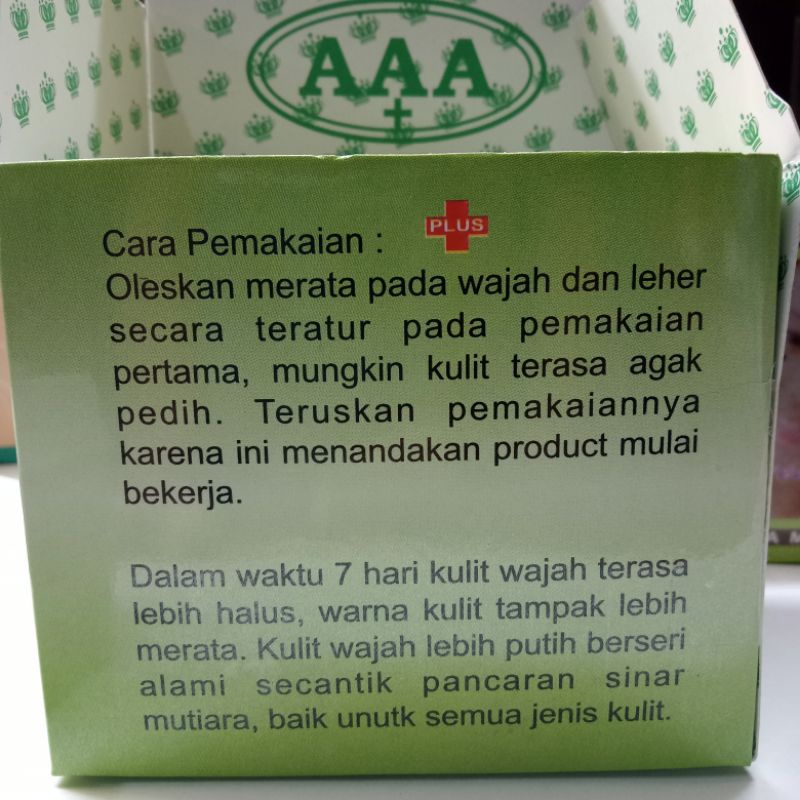 AAA
Cara Pemakaian :
PLUS
Oleskan merata pada wajah dan leher
secara teratur pada pemakaian
pertama, mungkin kulit terasa agak
pedih. Teruskan pemakaiannya
karena ini menandakan product mulai
bekerja.
Dalam waktu 7 hari kulit wajah terasa
lebih halus, warna kulit tampak lebih
merata. Kulit wajah lebih putih berseri
alami secantik pancaran sinar
mutiara, baik unutk semua jenis kulit.